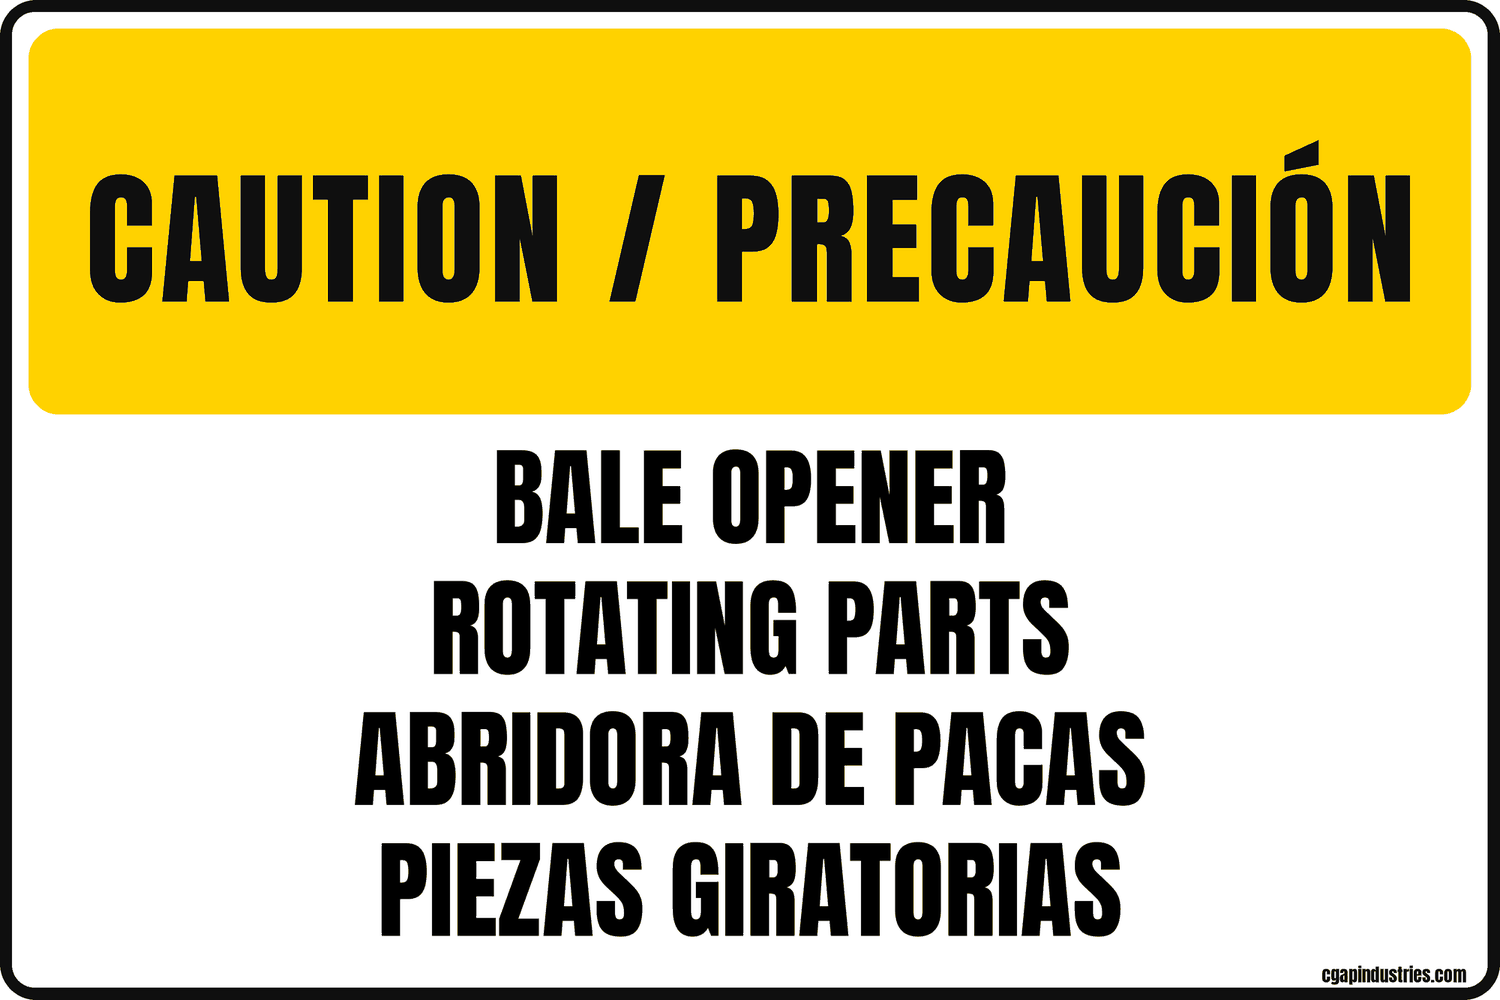 CAUTION / PRECAUCIÓN
BALE OPENER
ROTATING PARTS
ABRIDORA DE PACAS
PIEZAS GIRATORIAS
cgapindustries.com